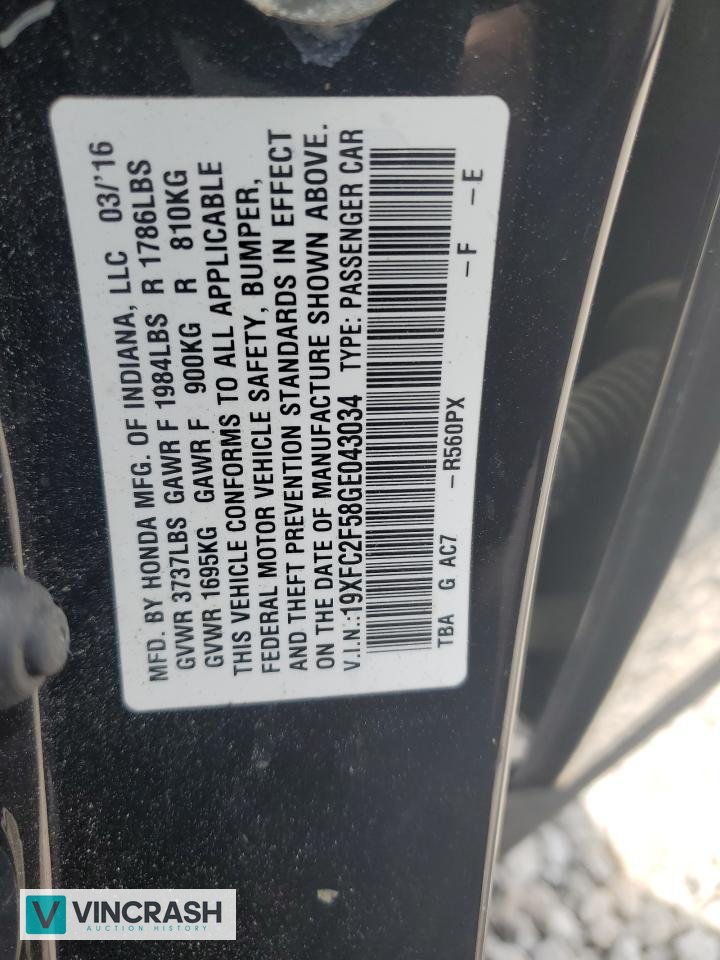 MFD. BY HONDA MFG. OF INDIANA, LLC 03/'16
GVWR 3737LBS GAWR F 1984LBS R 1786LBS
GVWR 1695KG GAWR F 900KG R 810KG
THIS VEHICLE CONFORMS TO ALL APPLICABLE
FEDERAL MOTOR VEHICLE SAFETY, BUMPER,
AND THEFT PREVENTION STANDARDS IN EFFECT
ON THE DATE OF MANUFACTURE SHOWN ABOVE.
V.I.N.:19XFC2F58GE043034 TYPE: PASSENGER CAR
TBA G AC7 -R560PX -F -E
V VINCRASH
AUCTION HISTORY